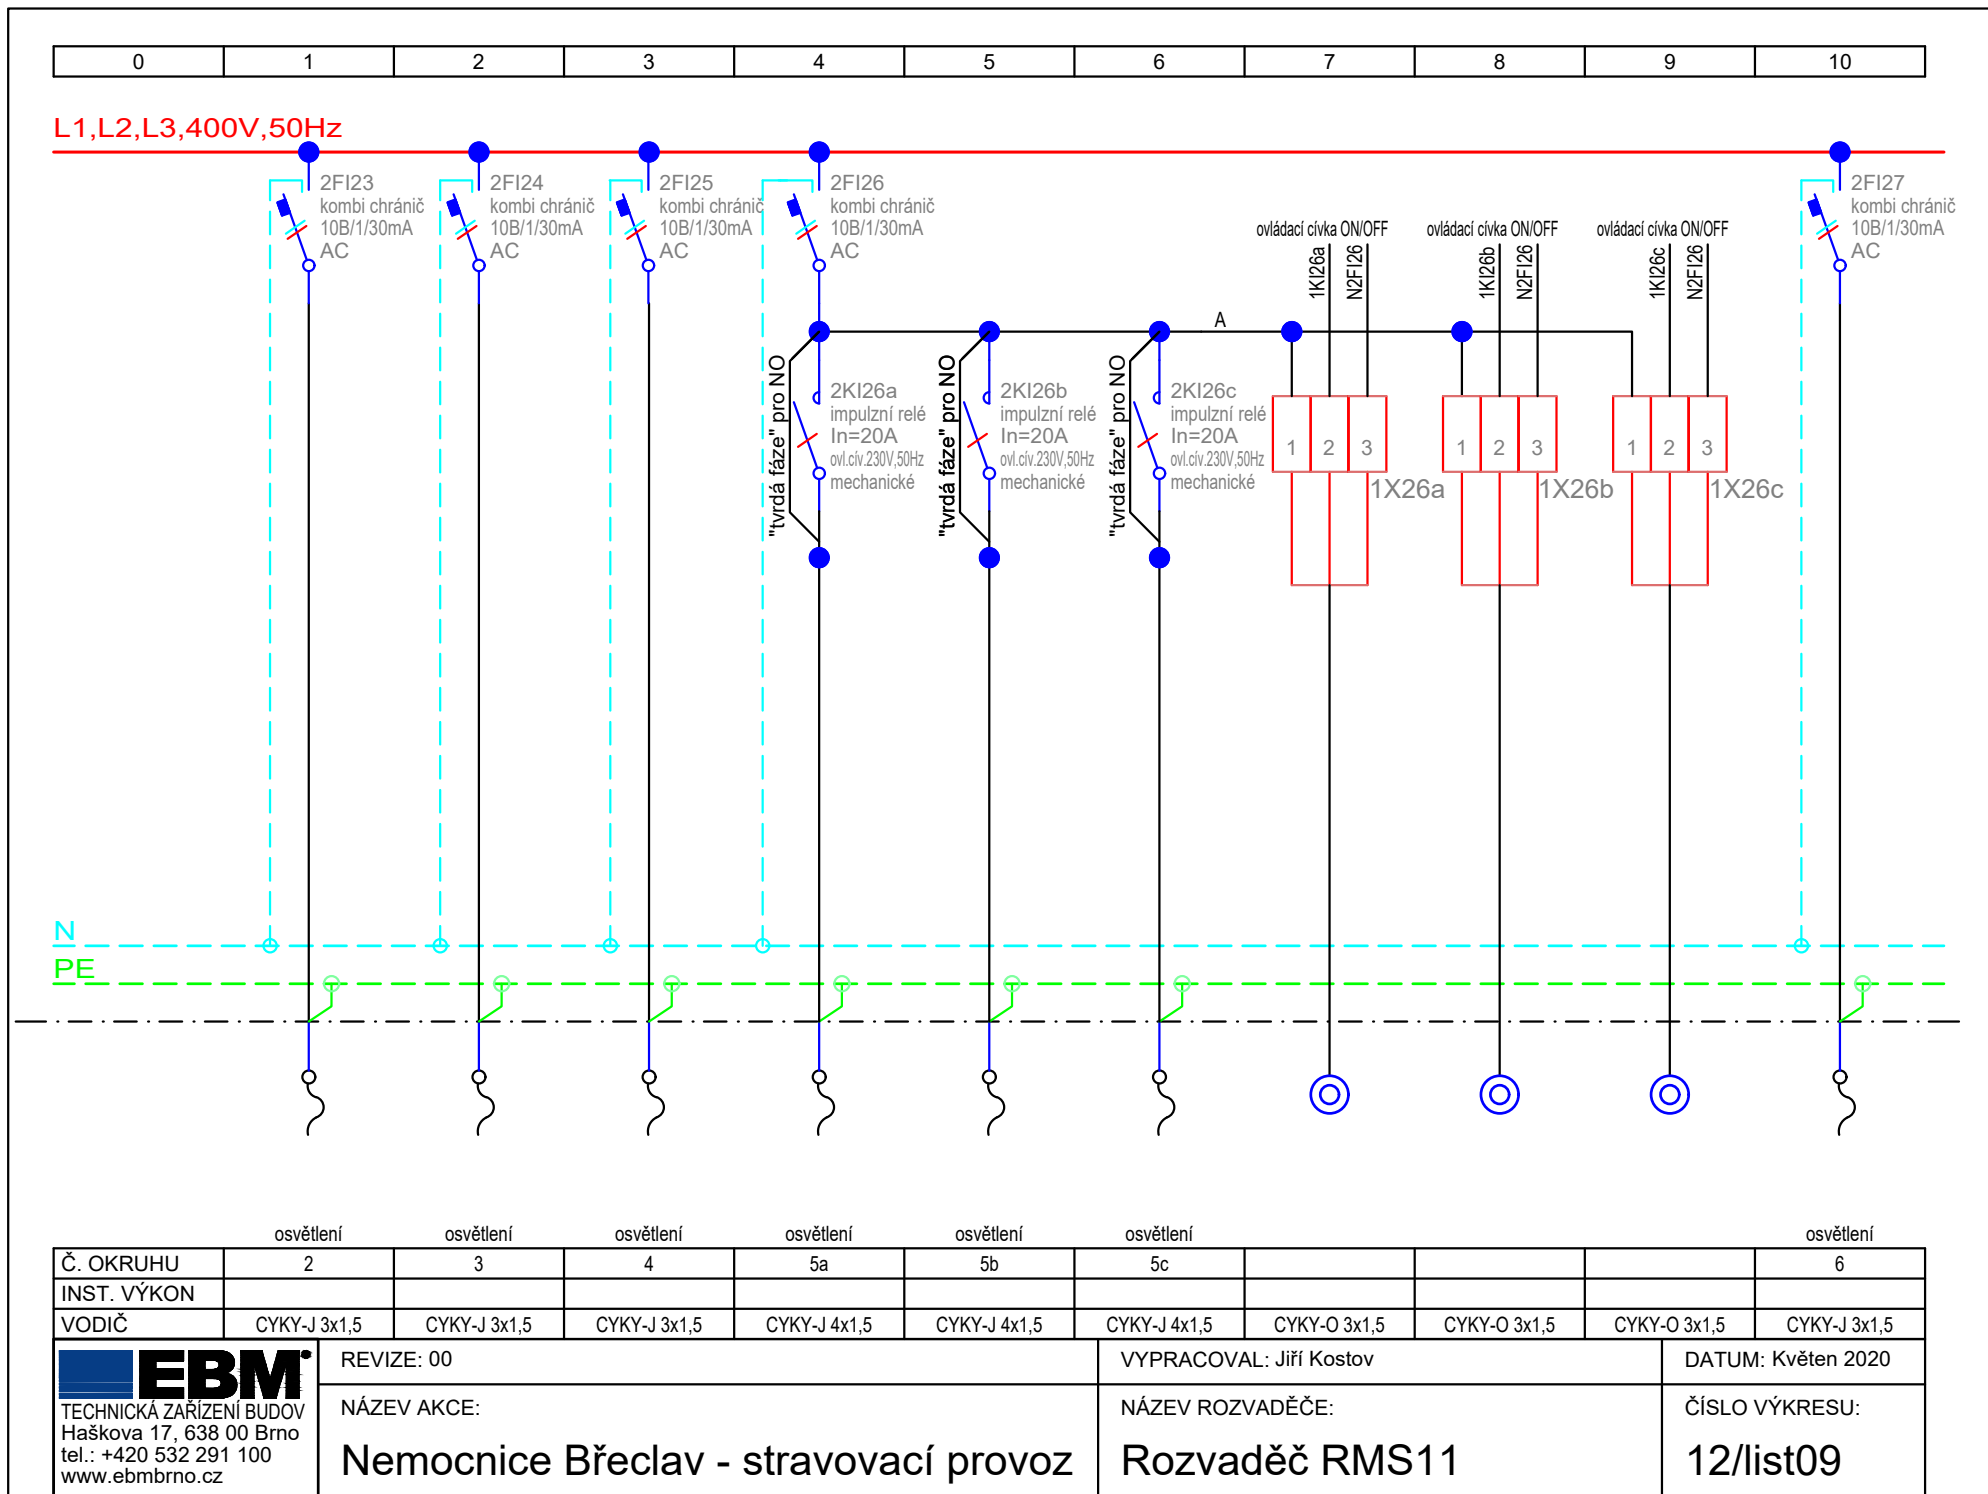 0 1 2 3 4 5 6 7 8 9 10
L1,L2,L3,400V,50Hz
2FI23
kombi chránič
10B/1/30mA
AC
2FI24
kombi chránič
10B/1/30mA
AC
2FI25
kombi chránič
10B/1/30mA
AC
2FI26
kombi chránič
10B/1/30mA
AC
ovládací cívka ON/OFF
1KI26a
N2FI26
ovládací cívka ON/OFF
1KI26b
N2FI26
ovládací cívka ON/OFF
1KI26c
N2FI26
2FI27
kombi chránič
10B/1/30mA
AC
A
"tvrdá fáze" pro NO
2KI26a
impulzní relé
In=20A
ovl.cív.230V,50Hz
mechanické
"tvrdá fáze" pro NO
2KI26b
impulzní relé
In=20A
ovl.cív.230V,50Hz
mechanické
"tvrdá fáze" pro NO
2KI26c
impulzní relé
In=20A
ovl.cív.230V,50Hz
mechanické
1 2 3
1X26a
1 2 3
1X26b
1 2 3
1X26c
N
PE
osvětlení osvětlení osvětlení osvětlení osvětlení osvětlení osvětlení
Č. OKRUHU 2 3 4 5a 5b 5c 6
INST. VÝKON
VODIČ CYKY-J 3x1,5 CYKY-J 3x1,5 CYKY-J 3x1,5 CYKY-J 4x1,5 CYKY-J 4x1,5 CYKY-J 4x1,5 CYKY-O 3x1,5 CYKY-O 3x1,5 CYKY-O 3x1,5 CYKY-J 3x1,5
EBM
TECHNICKÁ ZAŘÍZENÍ BUDOV
Haškova 17, 638 00 Brno
tel.: +420 532 291 100
www.ebmbrno.cz
REVIZE: 00
VYPRACOVAL: Jiří Kostov
DATUM: Květen 2020
NÁZEV AKCE:
Nemocnice Břeclav - stravovací provoz
NÁZEV ROZVADĚČE:
Rozvaděč RMS11
ČÍSLO VÝKRESU:
12/list09